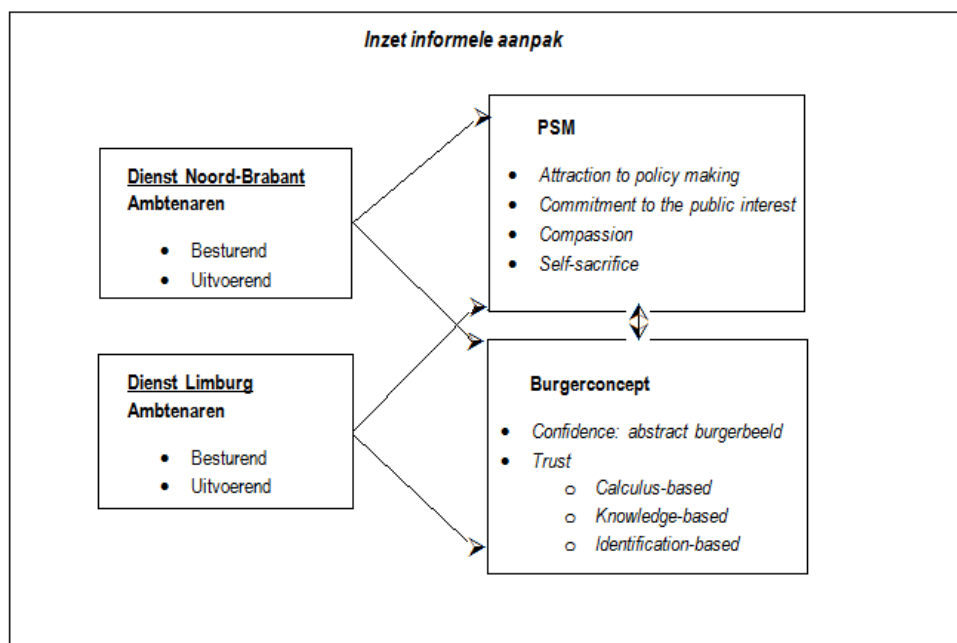 Inzet informele aanpak
Dienst Noord-Brabant
Ambtenaren
• Besturend
• Uitvoerend
Dienst Limburg
Ambtenaren
• Besturend
• Uitvoerend
PSM
• Attraction to policy making
• Commitment to the public interest
• Compassion
• Self-sacrifice
Burgerconcept
• Confidence: abstract burgerbeeld
• Trust
o Calculus-based
o Knowledge-based
o Identification-based